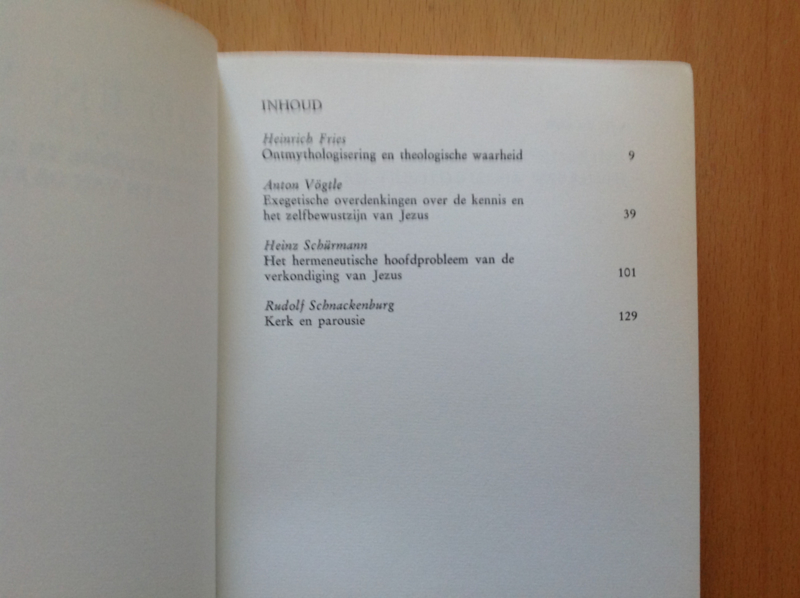 INHOUD
Heinrich Fries
Ontmythologisering en theologische waarheid 9
Anton Vögtle
Exegetische overdenkingen over de kennis en
het zelfbewustzijn van Jezus 39
Heinz Schürmann
Het hermeneutische hoofdprobleem van de
verkondiging van Jezus 101
Rudolf Schnackenburg
Kerk en parousie 129